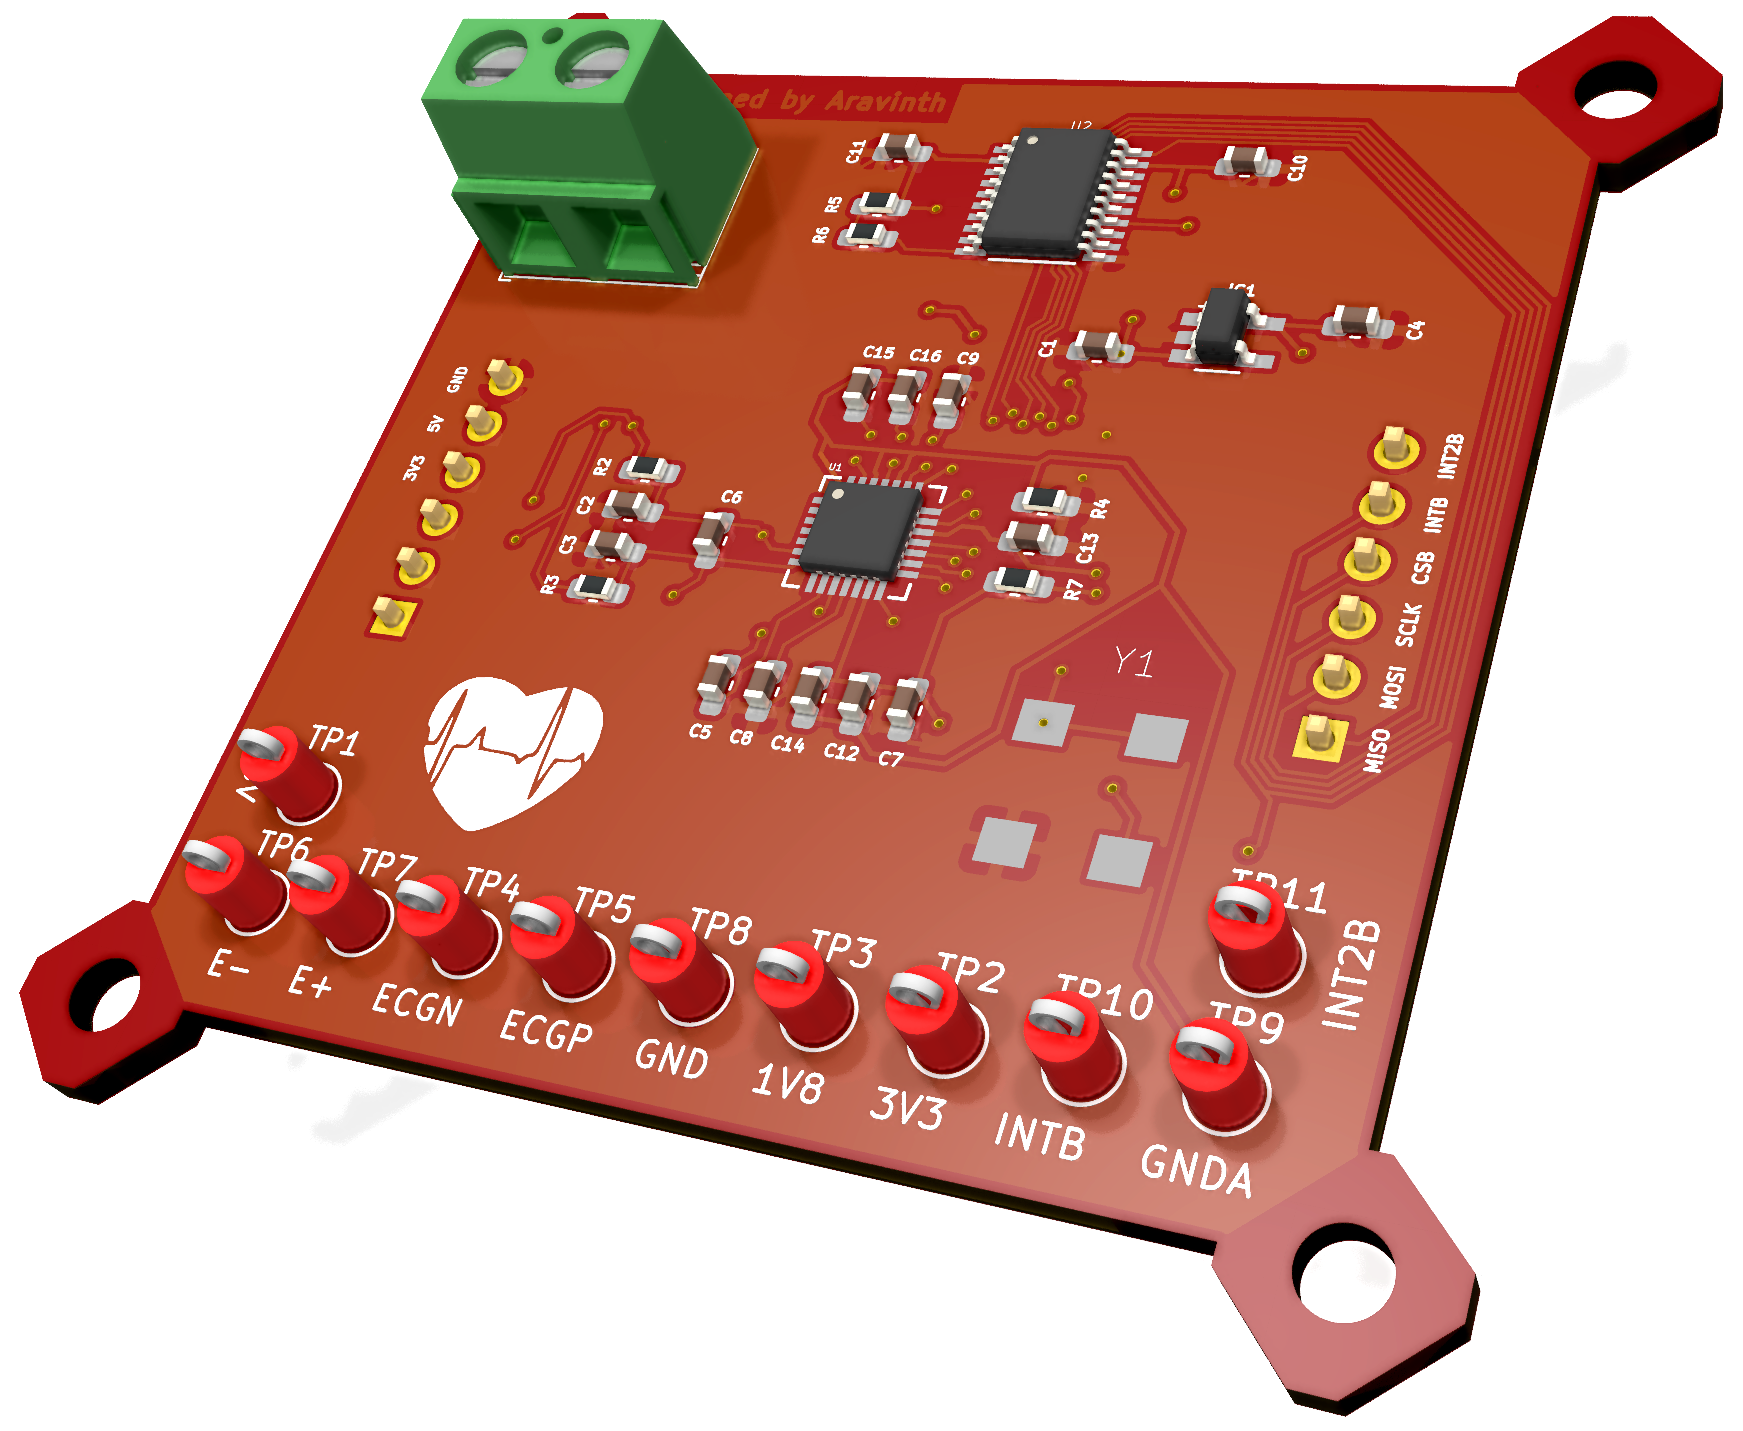 ned by Aravinth
U2
C11
C10
R5
R6
C1
C4
C15 C16 C9
GND
5V
3V3
R2
C2
C3
R3
C6
U1
R4
C13
R7
INT2B
INTB
CSB
SCLK
MOSI
MISO
Y1
C5 C8 C14 C12 C7
TP1
TP6 TP7 TP4 TP5 TP8 TP3 TP2 TP10 TP9
TP11
INT2B
E- E+ ECGN ECGP GND 1V8 3V3 INTB GNDA